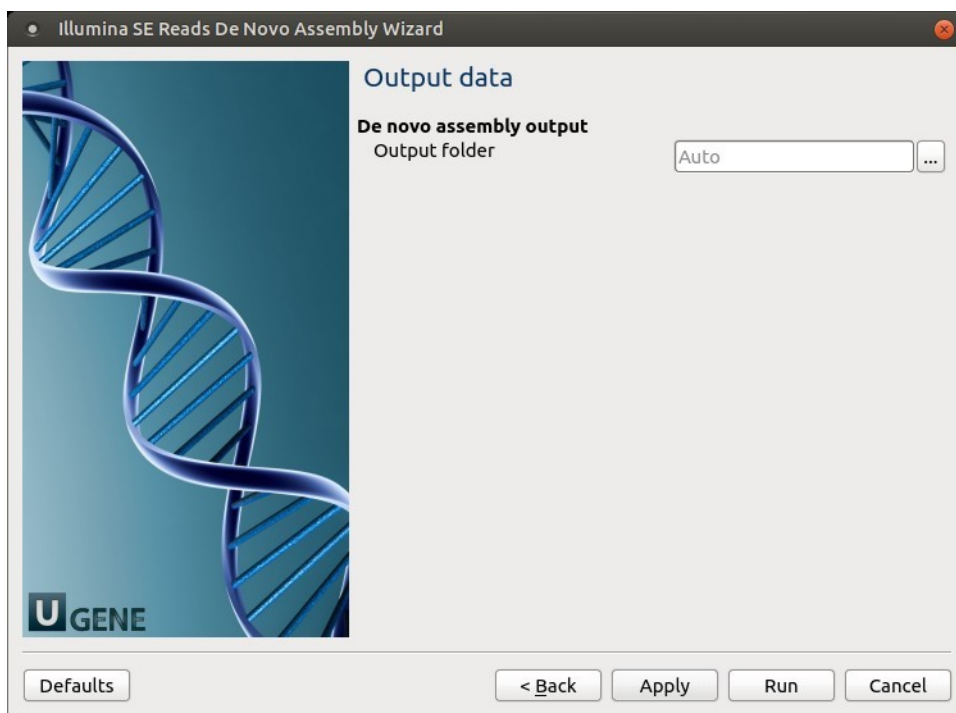 Illumina SE Reads De Novo Assembly Wizard
Output data
De novo assembly output
Output folder
Auto
...
U GENE
Defaults
< Back
Apply
Run
Cancel